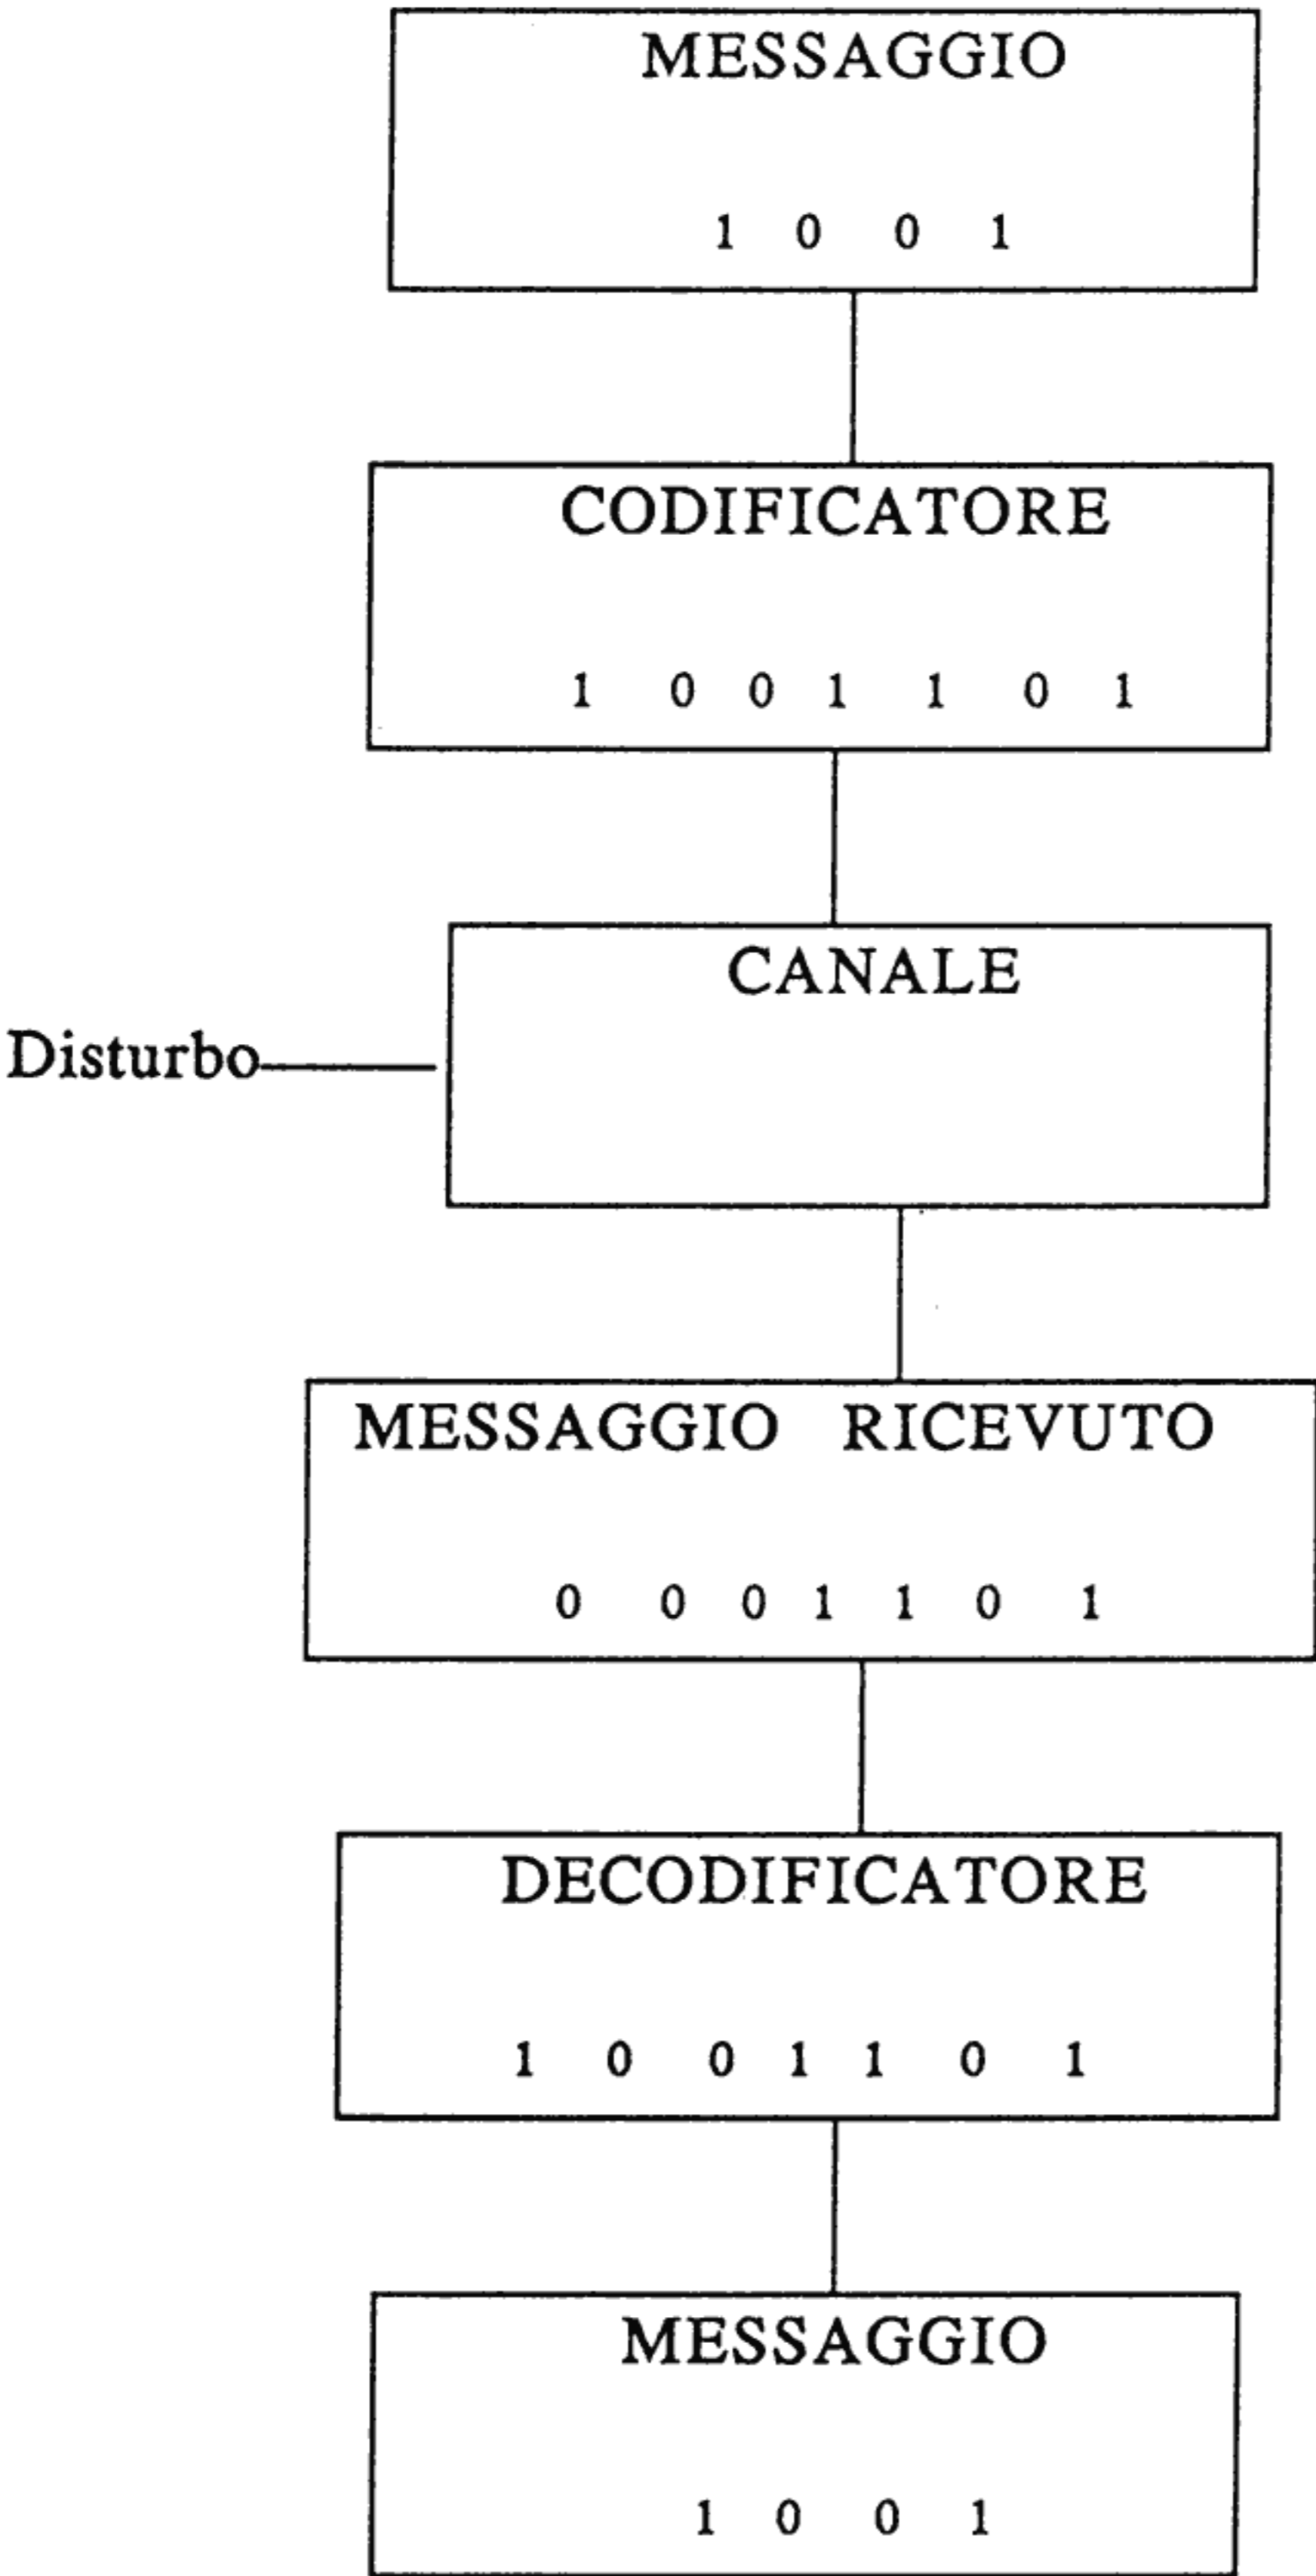 MESSAGGIO
1 0 0 1
CODIFICATORE
1 0 0 1 1 0 1
CANALE
Disturbo
MESSAGGIO RICEVUTO
0 0 0 1 1 0 1
DECODIFICATORE
1 0 0 1 1 0 1
MESSAGGIO
1 0 0 1